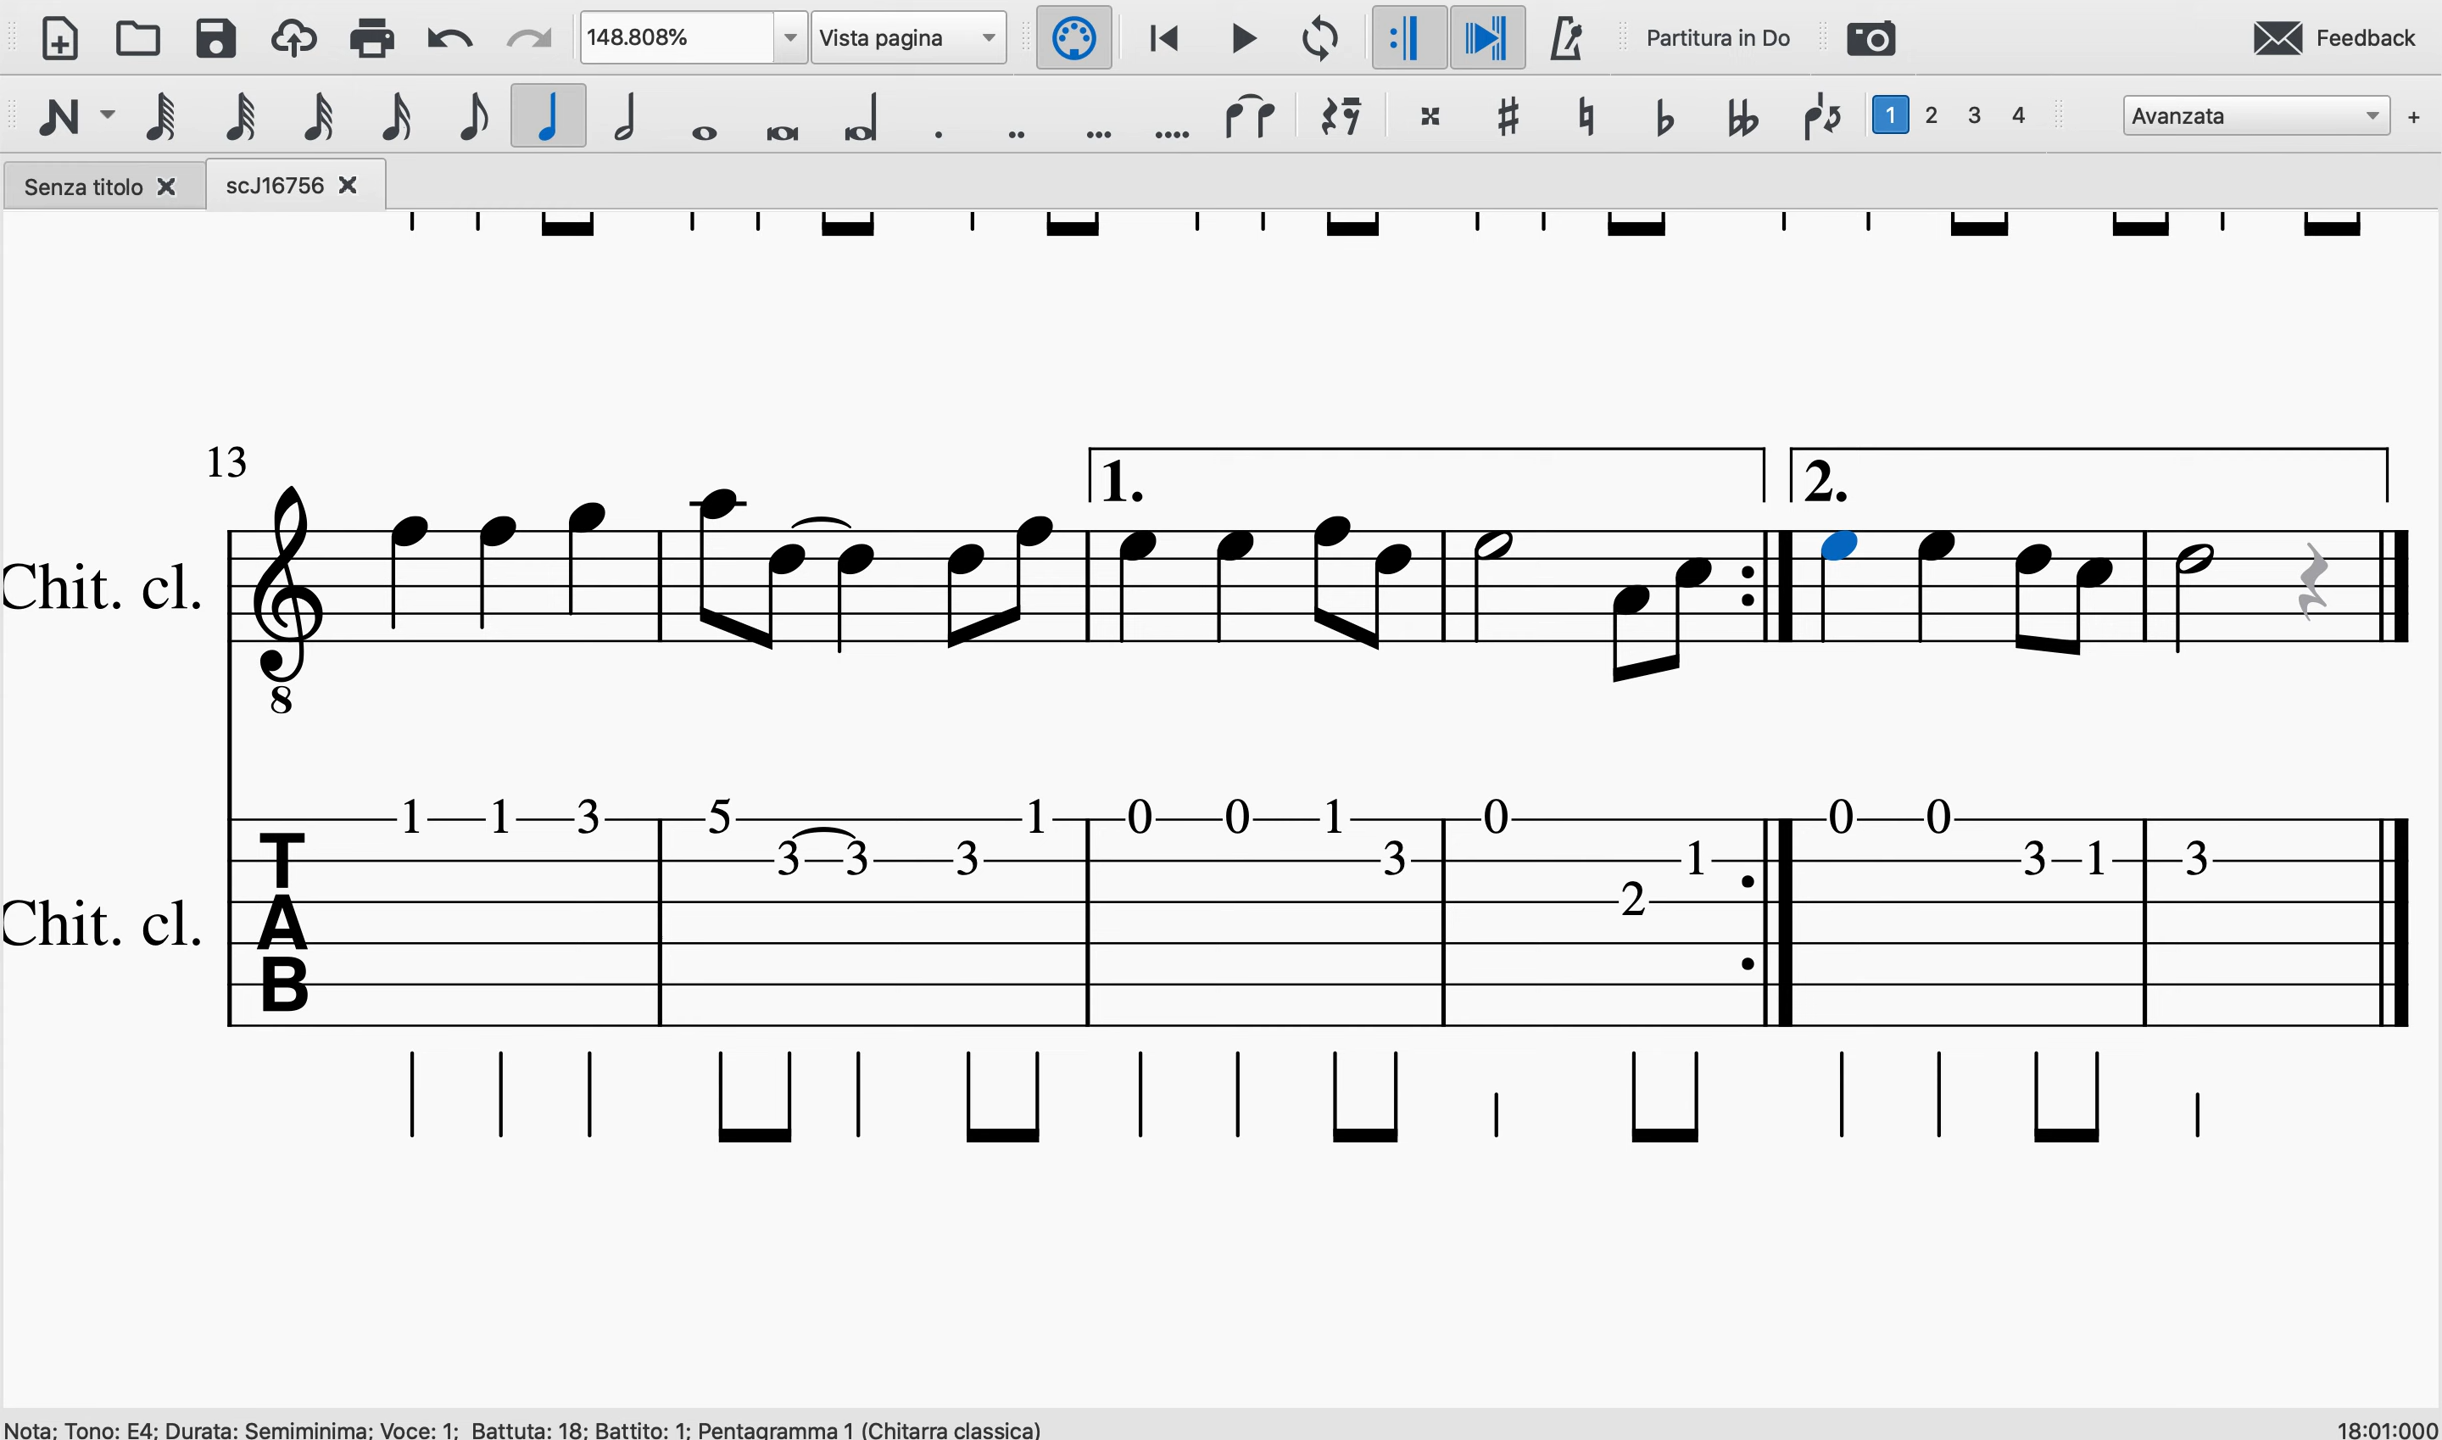 148.808% Vista pagina Partitura in Do Feedback
1 2 3 4 Avanzata +
Senza titolo scJ16756
13
1. 2.
Chit. cl.
8
1 1 3 5 1 0 0 1 0 0 0
3 3 3 3 1 3 1 3
2
T
A
B
Chit. cl.
Nota; Tono: E4; Durata: Semiminima; Voce: 1; Battuta: 18; Battito: 1; Pentagramma 1 (Chitarra classica) 18:01:000